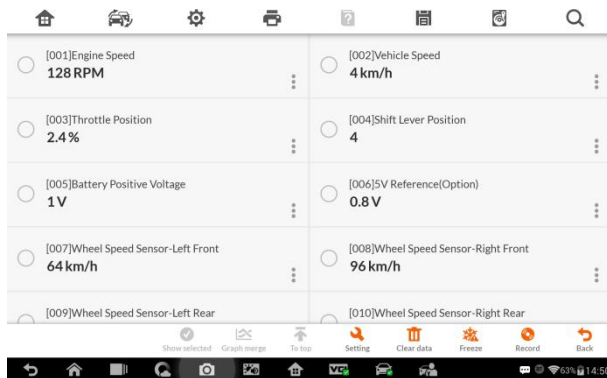 [001]Engine Speed
128 RPM
[002]Vehicle Speed
4 km/h
[003]Throttle Position
2.4 %
[004]Shift Lever Position
4
[005]Battery Positive Voltage
1 V
[006]5V Reference(Option)
0.8 V
[007]Wheel Speed Sensor-Left Front
64 km/h
[008]Wheel Speed Sensor-Right Front
96 km/h
[009]Wheel Speed Sensor-Left Rear
[010]Wheel Speed Sensor-Right Rear
Show selected
Graph merge
To top
Setting
Clear data
Freeze
Record
Back
63%
14:50